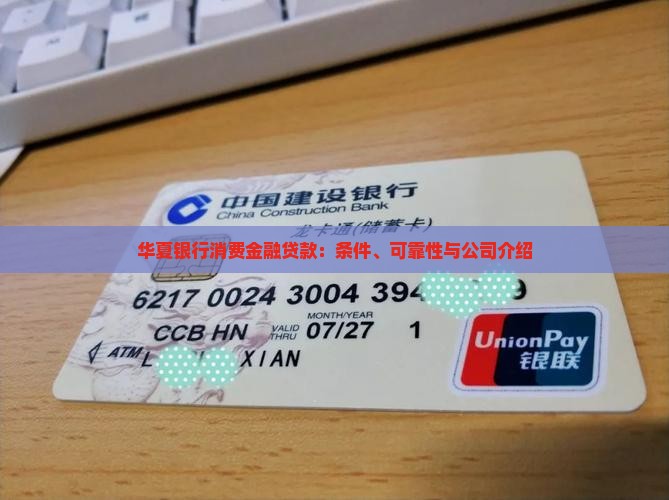 中国建设银行
China Construction Bank
龙卡通(储蓄卡)
华夏银行消费金融贷款：条件、可靠性与公司介绍
6217 0024 3004 394 9
MONTH/YEAR
CCB HN VALID THRU 07/27 1
ATM L XIAN
UnionPay
银联